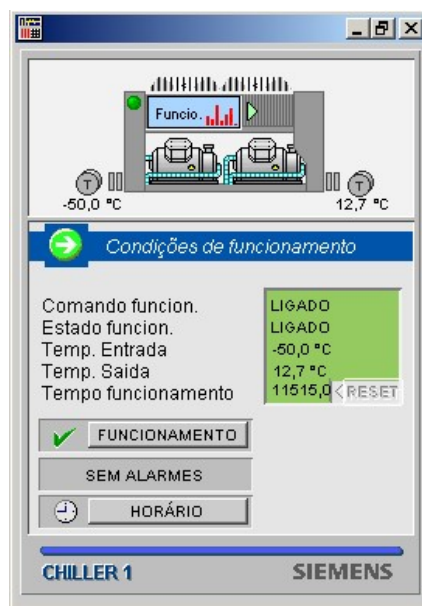 Funcio.
T
T
-50,0 °C
12,7 °C
Condições de funcionamento
Comando funcion. LIGADO
Estado funcion. LIGADO
Temp. Entrada -50,0 °C
Temp. Saida 12,7 °C
Tempo funcionamento 11515,0 <RESET
FUNCIONAMENTO
SEM ALARMES
HORÁRIO
CHILLER 1 SIEMENS